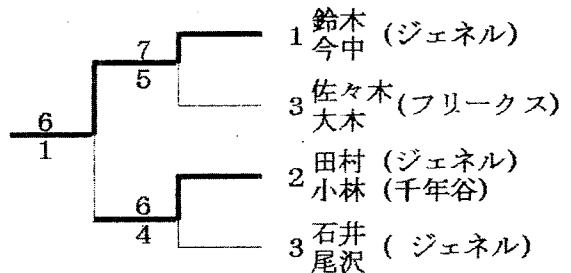 1 鈴木 (ジェネル)
今中
7
5
3 佐々木 (フリークス)
大木
6
1
2 田村 (ジェネル)
小林 (千年谷)
6
4
3 石井 ( ジェネル)
尾沢